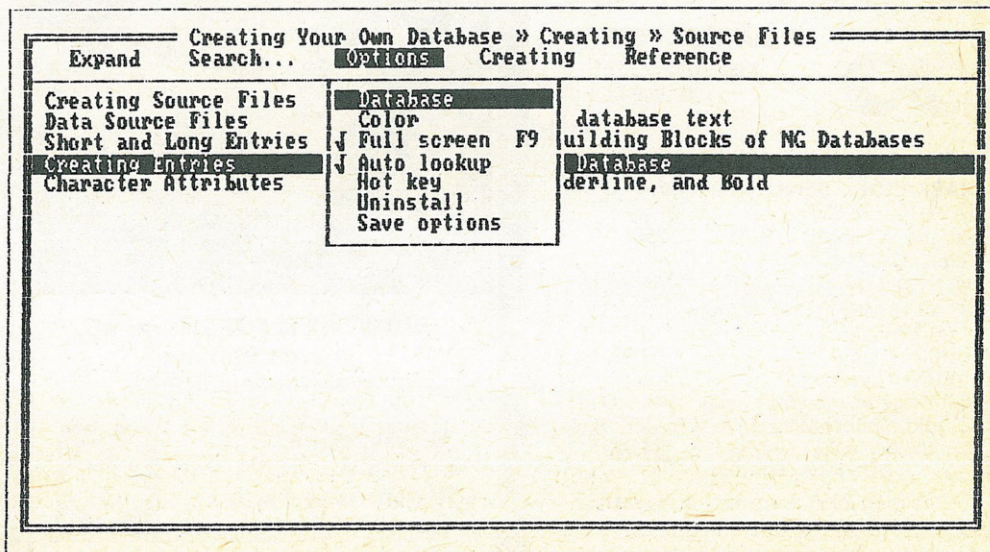 Creating Your Own Database » Creating » Source Files
Expand Search... Options Creating Reference
Creating Source Files
Data Source Files
Short and Long Entries
Creating Entries
Character Attributes
Database
Color
√ Full screen F9
√ Auto lookup
Hot key
Uninstall
Save options
database text
uilding Blocks of NG Databases
Database
derline, and Bold